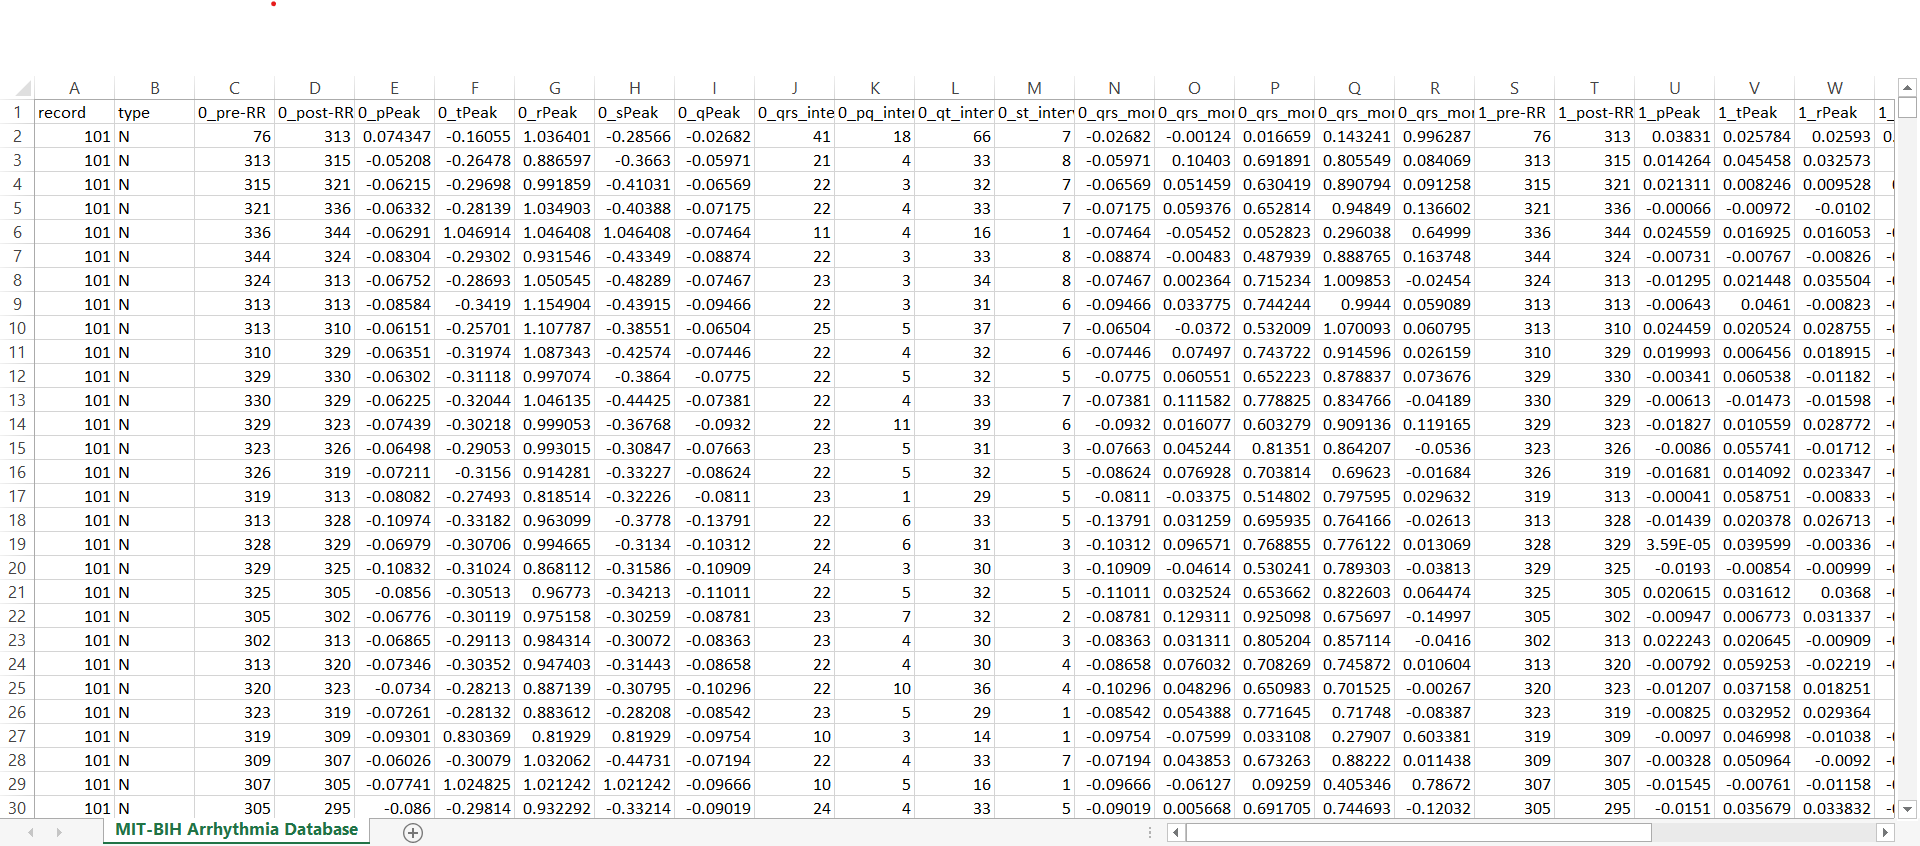 A B C D E F G H I J K L M N O P Q R S T U V W
1 record type 0_pre-RR 0_post-RR 0_pPeak 0_tPeak 0_rPeak 0_sPeak 0_qPeak 0_qrs_inte 0_pq_inter 0_qt_inter 0_st_interv 0_qrs_mor 0_qrs_mor 0_qrs_mor 0_qrs_mor 0_qrs_mor 1_pre-RR 1_post-RR 1_pPeak 1_tPeak 1_rPeak 1_
2 101 N 76 313 0.074347 -0.16055 1.036401 -0.28566 -0.02682 41 18 66 7 -0.02682 -0.00124 0.016659 0.143241 0.996287 76 313 0.03831 0.025784 0.02593 0.
3 101 N 313 315 -0.05208 -0.26478 0.886597 -0.3663 -0.05971 21 4 33 8 -0.05971 0.10403 0.691891 0.805549 0.084069 313 315 0.014264 0.045458 0.032573
4 101 N 315 321 -0.06215 -0.29698 0.991859 -0.41031 -0.06569 22 3 32 7 -0.06569 0.051459 0.630419 0.890794 0.091258 315 321 0.021311 0.008246 0.009528
5 101 N 321 336 -0.06332 -0.28139 1.034903 -0.40388 -0.07175 22 4 33 7 -0.07175 0.059376 0.652814 0.94849 0.136602 321 336 -0.00066 -0.00972 -0.0102
6 101 N 336 344 -0.06291 1.046914 1.046408 1.046408 -0.07464 11 4 16 1 -0.07464 -0.05452 0.052823 0.296038 0.64999 336 344 0.024559 0.016925 0.016053
7 101 N 344 324 -0.08304 -0.29302 0.931546 -0.43349 -0.08874 22 3 33 8 -0.08874 -0.00483 0.487939 0.888765 0.163748 344 324 -0.00731 -0.00767 -0.00826
8 101 N 324 313 -0.06752 -0.28693 1.050545 -0.48289 -0.07467 23 3 34 8 -0.07467 0.002364 0.715234 1.009853 -0.02454 324 313 -0.01295 0.021448 0.035504
9 101 N 313 313 -0.08584 -0.3419 1.154904 -0.43915 -0.09466 22 3 31 6 -0.09466 0.033775 0.744244 0.9944 0.059089 313 313 -0.00643 0.0461 -0.00823
10 101 N 313 310 -0.06151 -0.25701 1.107787 -0.38551 -0.06504 25 5 37 7 -0.06504 -0.0372 0.532009 1.070093 0.060795 313 310 0.024459 0.020524 0.028755
11 101 N 310 329 -0.06351 -0.31974 1.087343 -0.42574 -0.07446 22 4 32 6 -0.07446 0.07497 0.743722 0.914596 0.026159 310 329 0.019993 0.006456 0.018915
12 101 N 329 330 -0.06302 -0.31118 0.997074 -0.3864 -0.0775 22 5 32 5 -0.0775 0.060551 0.652223 0.878837 0.073676 329 330 -0.00341 0.060538 -0.01182
13 101 N 330 329 -0.06225 -0.32044 1.046135 -0.44425 -0.07381 22 4 33 7 -0.07381 0.111582 0.778825 0.834766 -0.04189 330 329 -0.00613 -0.01473 -0.01598
14 101 N 329 323 -0.07439 -0.30218 0.999053 -0.36768 -0.0932 22 11 39 6 -0.0932 0.016077 0.603279 0.909136 0.119165 329 323 -0.01827 0.010559 0.028772
15 101 N 323 326 -0.06498 -0.29053 0.993015 -0.30847 -0.07663 23 5 31 3 -0.07663 0.045244 0.81351 0.864207 -0.0536 323 326 -0.0086 0.055741 -0.01712
16 101 N 326 319 -0.07211 -0.3156 0.914281 -0.33227 -0.08624 22 5 32 5 -0.08624 0.076928 0.703814 0.69623 -0.01684 326 319 -0.01681 0.014092 0.023347
17 101 N 319 313 -0.08082 -0.27493 0.818514 -0.32226 -0.0811 23 1 29 5 -0.0811 -0.03375 0.514802 0.797595 0.029632 319 313 -0.00041 0.058751 -0.00833
18 101 N 313 328 -0.10974 -0.33182 0.963099 -0.3778 -0.13791 22 6 33 5 -0.13791 0.031259 0.695935 0.764166 -0.02613 313 328 -0.01439 0.020378 0.026713
19 101 N 328 329 -0.06979 -0.30706 0.994665 -0.3134 -0.10312 22 6 31 3 -0.10312 0.096571 0.768855 0.776122 0.013069 328 329 3.59E-05 0.039599 -0.00336
20 101 N 329 325 -0.10832 -0.31024 0.868112 -0.31586 -0.10909 24 3 30 3 -0.10909 -0.04614 0.530241 0.789303 -0.03813 329 325 -0.0193 -0.00854 -0.00999
21 101 N 325 305 -0.0856 -0.30513 0.96773 -0.34213 -0.11011 22 5 32 5 -0.11011 0.032524 0.653662 0.822603 0.064474 325 305 0.020615 0.031612 0.0368
22 101 N 305 302 -0.06776 -0.30119 0.975158 -0.30259 -0.08781 23 7 32 2 -0.08781 0.129311 0.925098 0.675697 -0.14997 305 302 -0.00947 0.006773 0.031337
23 101 N 302 313 -0.06865 -0.29113 0.984314 -0.30072 -0.08363 23 4 30 3 -0.08363 0.031311 0.805204 0.857114 -0.0416 302 313 0.022243 0.020645 -0.00909
24 101 N 313 320 -0.07346 -0.30352 0.947403 -0.31443 -0.08658 22 4 30 4 -0.08658 0.076032 0.708269 0.745872 0.010604 313 320 -0.00792 0.059253 -0.02219
25 101 N 320 323 -0.0734 -0.28213 0.887139 -0.30795 -0.10296 22 10 36 4 -0.10296 0.048296 0.650983 0.701525 -0.00267 320 323 -0.01207 0.037158 0.018251
26 101 N 323 319 -0.07261 -0.28132 0.883612 -0.28208 -0.08542 23 5 29 1 -0.08542 0.054388 0.771645 0.71748 -0.08387 323 319 -0.00825 0.032952 0.029364
27 101 N 319 309 -0.09301 0.830369 0.81929 0.81929 -0.09754 10 3 14 1 -0.09754 -0.07599 0.033108 0.27907 0.603381 319 309 -0.0097 0.046998 -0.01038
28 101 N 309 307 -0.06026 -0.30079 1.032062 -0.44731 -0.07194 22 4 33 7 -0.07194 0.043853 0.673263 0.88222 0.011438 309 307 -0.00328 0.050964 -0.0092
29 101 N 307 305 -0.07741 1.024825 1.021242 1.021242 -0.09666 10 5 16 1 -0.09666 -0.06127 0.09259 0.405346 0.78672 307 305 -0.01545 -0.00761 -0.01158
30 101 N 305 295 -0.086 -0.29814 0.932292 -0.33214 -0.09019 24 4 33 5 -0.09019 0.005668 0.691705 0.744693 -0.12032 305 295 -0.0151 0.035679 0.033832
MIT-BIH Arrhythmia Database